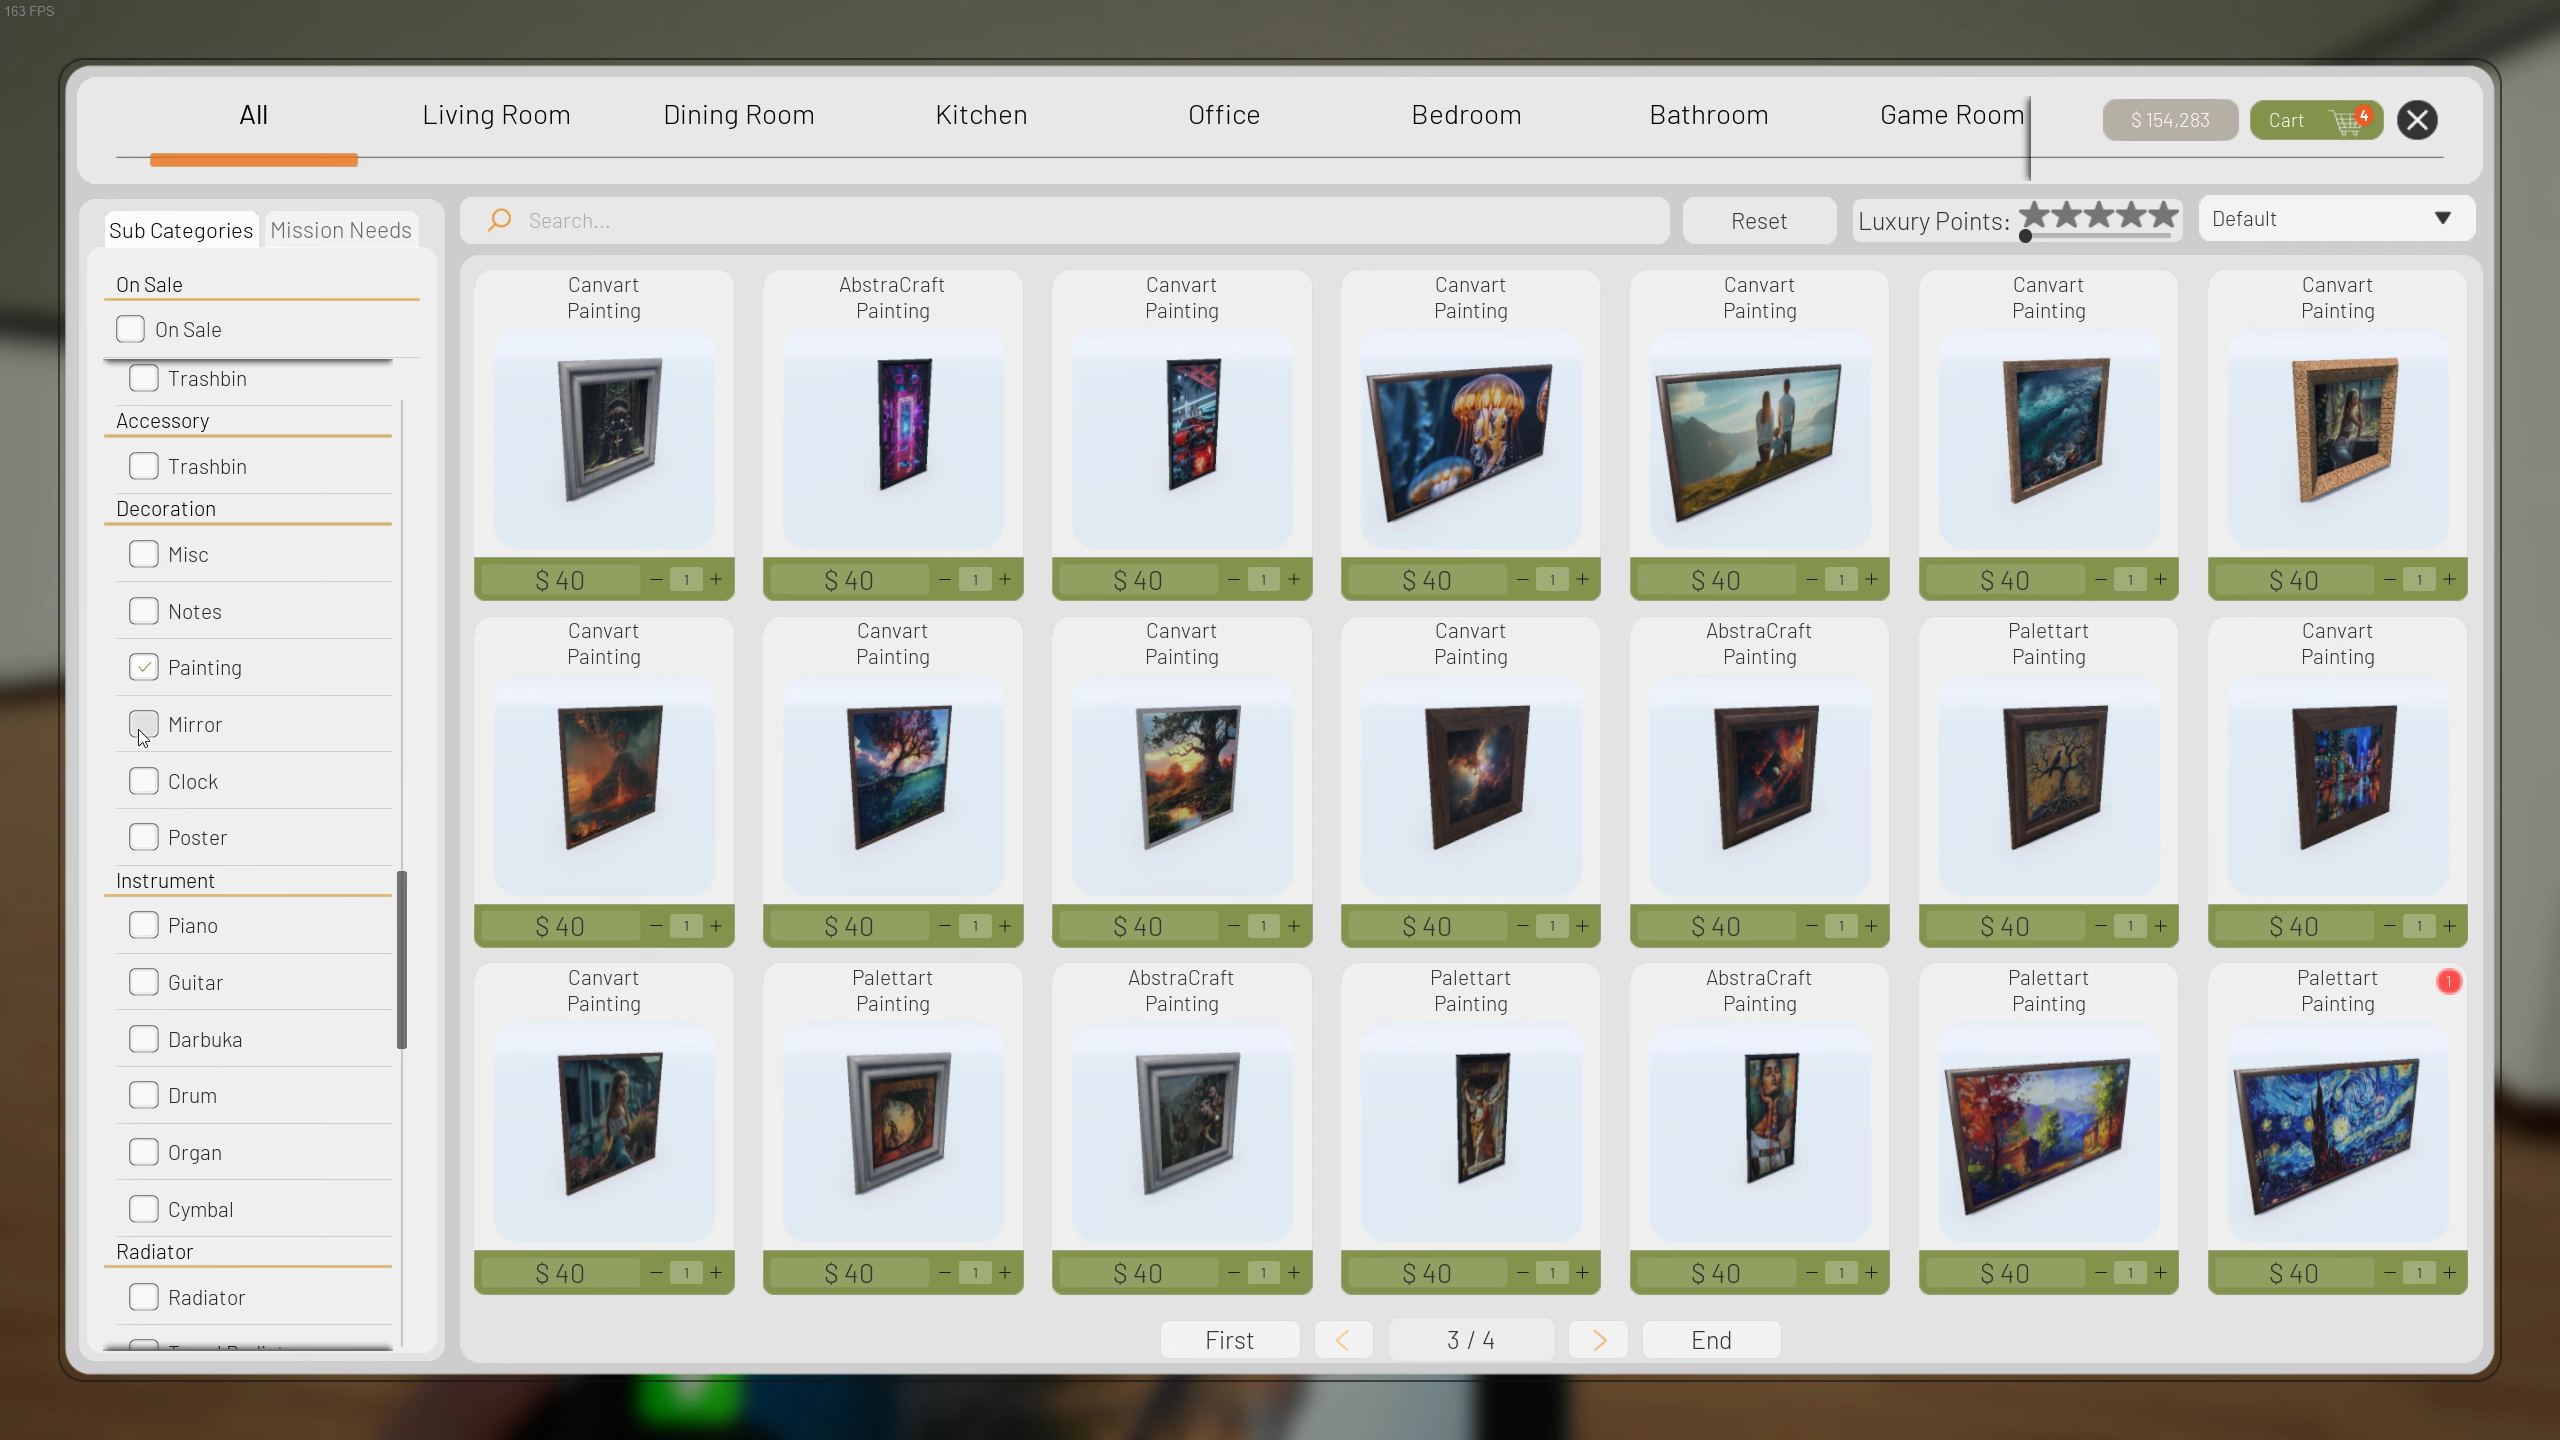 163 FPS
All
Living Room
Dining Room
Kitchen
Office
Bedroom
Bathroom
Game Room
$ 154,283
Cart
4
Sub Categories
Mission Needs
Search...
Reset
Luxury Points:
Default
On Sale
On Sale
Trashbin
Accessory
Trashbin
Decoration
Misc
Notes
Painting
Mirror
Clock
Poster
Instrument
Piano
Guitar
Darbuka
Drum
Organ
Cymbal
Radiator
Radiator
Canvart
Painting
$ 40
− 1 +
AbstraCraft
Painting
$ 40
− 1 +
Canvart
Painting
$ 40
− 1 +
Canvart
Painting
$ 40
− 1 +
Canvart
Painting
$ 40
− 1 +
Canvart
Painting
$ 40
− 1 +
Canvart
Painting
$ 40
− 1 +
Canvart
Painting
$ 40
− 1 +
Canvart
Painting
$ 40
− 1 +
Canvart
Painting
$ 40
− 1 +
Canvart
Painting
$ 40
− 1 +
AbstraCraft
Painting
$ 40
− 1 +
Palettart
Painting
$ 40
− 1 +
Canvart
Painting
$ 40
− 1 +
Canvart
Painting
$ 40
− 1 +
Palettart
Painting
$ 40
− 1 +
AbstraCraft
Painting
$ 40
− 1 +
Palettart
Painting
$ 40
− 1 +
AbstraCraft
Painting
$ 40
− 1 +
Palettart
Painting
$ 40
− 1 +
Palettart
Painting
1
$ 40
− 1 +
First
<
3 / 4
>
End